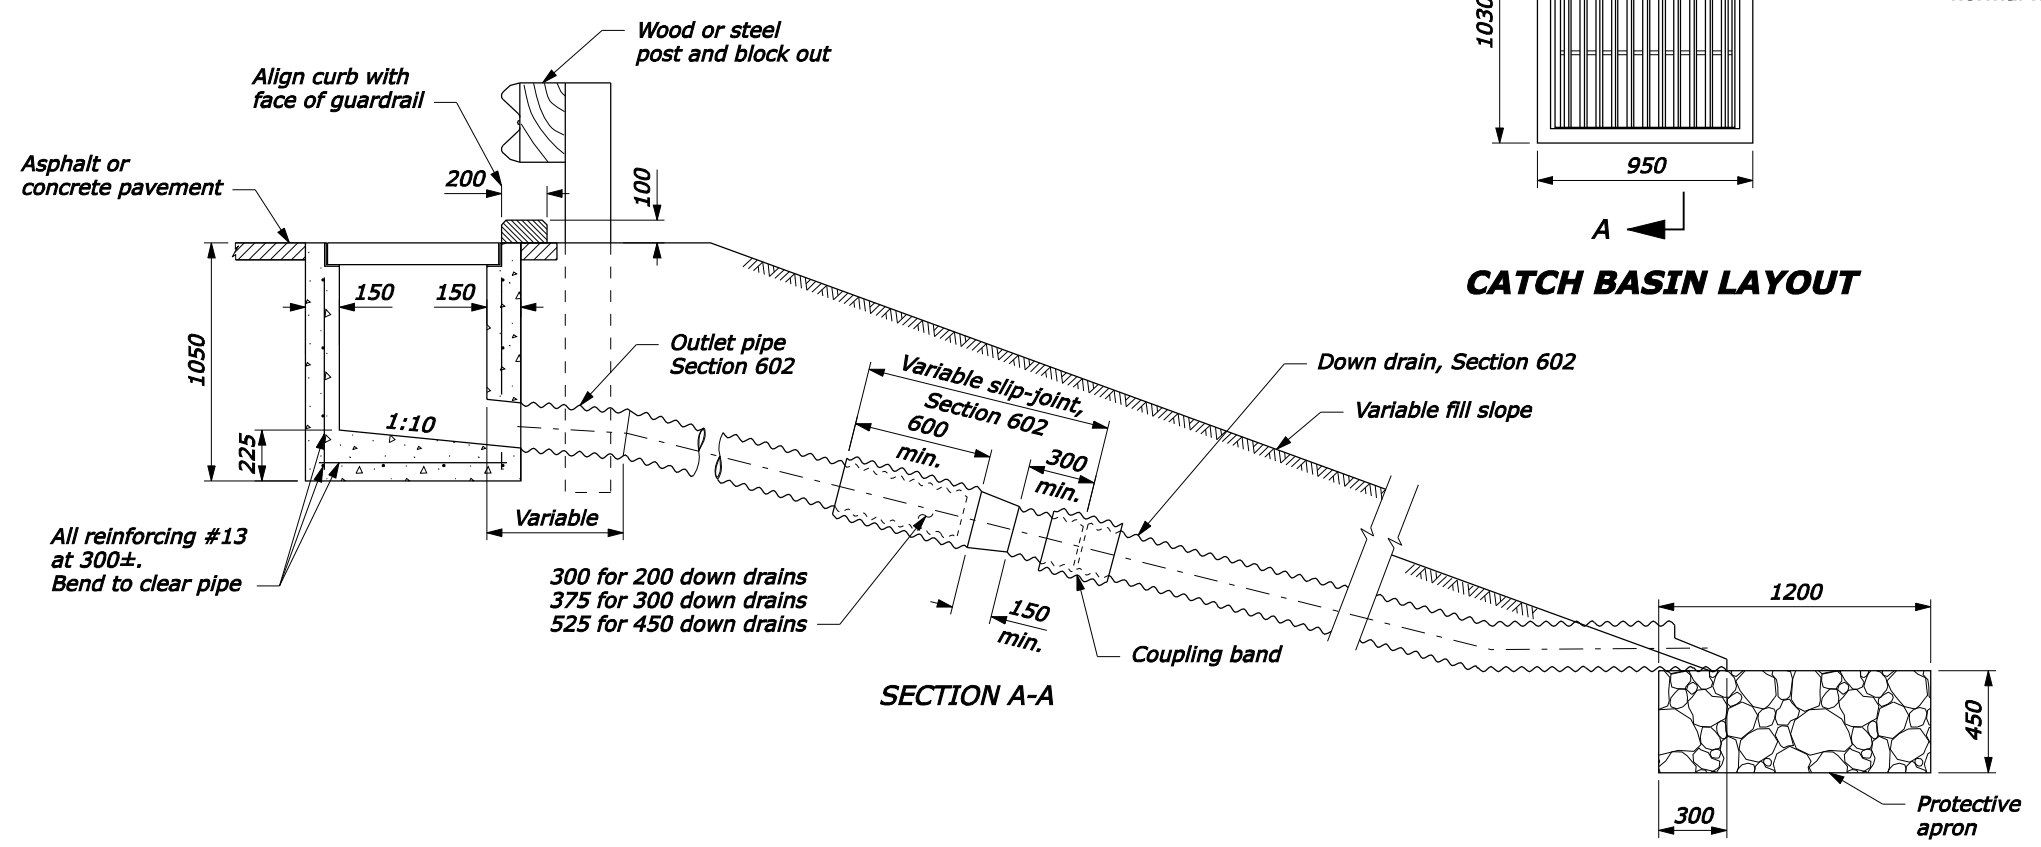 Wood or steel
post and block out
Align curb with
face of guardrail
Asphalt or
concrete pavement
200
100
1030
950
A
CATCH BASIN LAYOUT
150
150
1050
Outlet pipe
Section 602
Variable slip-joint,
Section 602
Down drain, Section 602
Variable fill slope
1:10
225
600
min.
300
min.
Variable
All reinforcing #13
at 300±.
Bend to clear pipe
300 for 200 down drains
375 for 300 down drains
525 for 450 down drains
150
min.
Coupling band
SECTION A-A
1200
450
300
Protective
apron